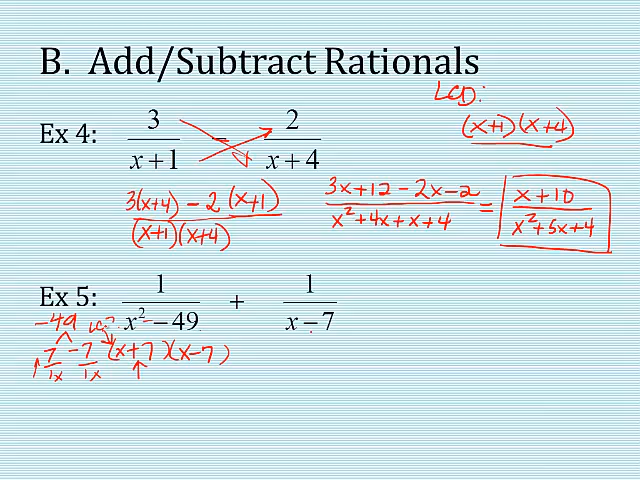 B. Add/Subtract Rationals
LCD:
(x+1)(x+4)
Ex 4: 3/(x+1) − 2/(x+4)
3(x+4) − 2(x+1) / (x+1)(x+4)
3x+12−2x−2 / x²+4x+x+4 = x+10 / x²+5x+4
Ex 5: 1/(x²−49) + 1/(x−7)
−49
7/1x −7/1x (x+7)(x−7)